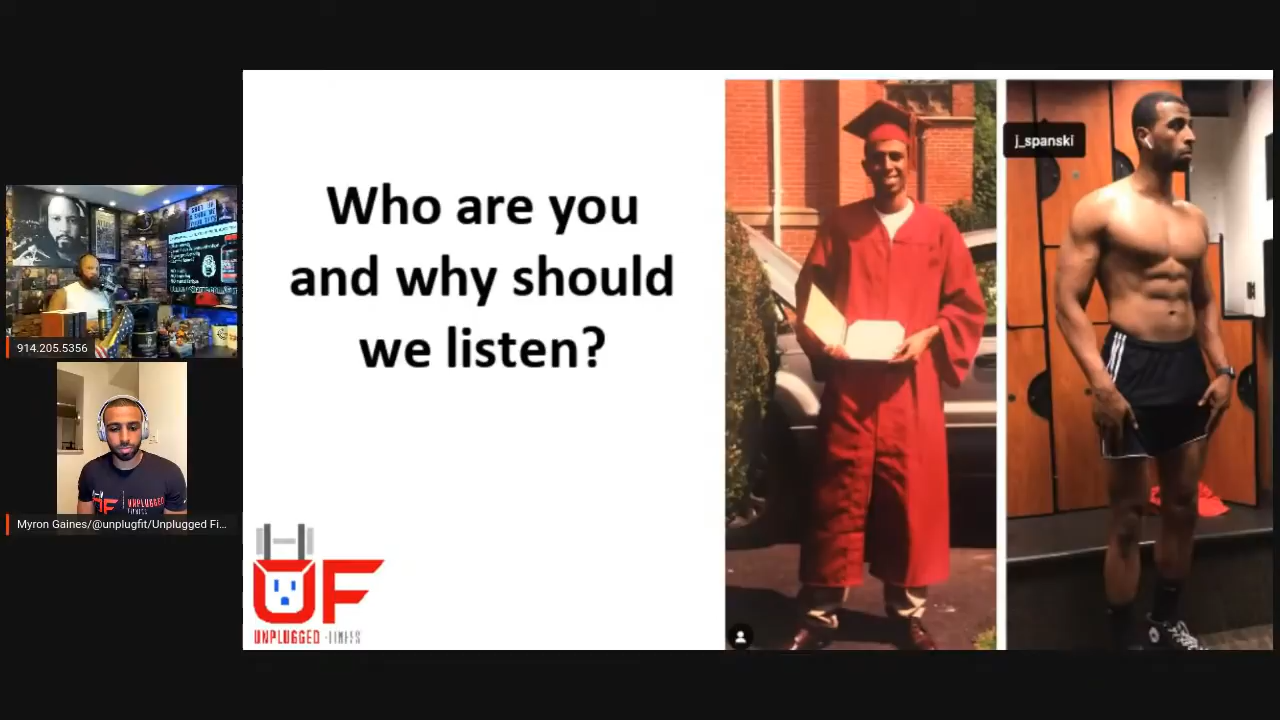 Who are you
and why should
we listen?
j_spanski
914.205.5356
UNPLUGGED
FITNESS
Myron Gaines/@unplugfit/Unplugged Fi...
UF
UNPLUGGED FITNESS